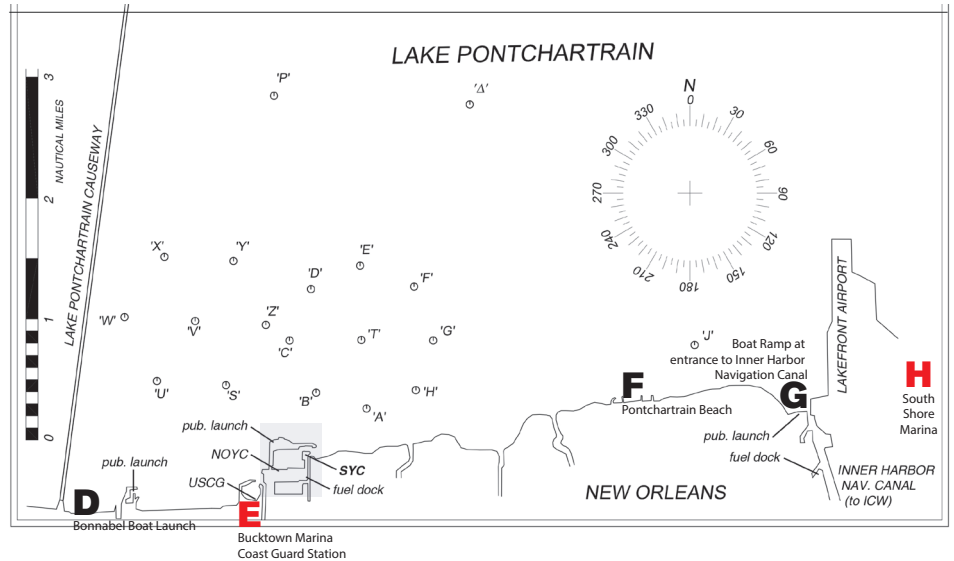 LAKE PONTCHARTRAIN
3
2
1
0
NAUTICAL MILES
LAKE PONTCHARTRAIN CAUSEWAY
'P'
'Δ'
N
0
30
60
90
120
150
180
210
240
270
300
330
'X'
'Y'
'E'
'D'
'F'
'W'
'V'
'Z'
'C'
'T'
'G'
'J'
'U'
'S'
'B'
'H'
'A'
Boat Ramp at
entrance to Inner Harbor
Navigation Canal
LAKEFRONT AIRPORT
F
Pontchartrain Beach
G
H
South
Shore
Marina
pub. launch
NOYC
SYC
USCG
fuel dock
pub. launch
pub. launch
fuel dock
D
Bonnabel Boat Launch
E
Bucktown Marina
Coast Guard Station
NEW ORLEANS
INNER HARBOR
NAV. CANAL
(to ICW)